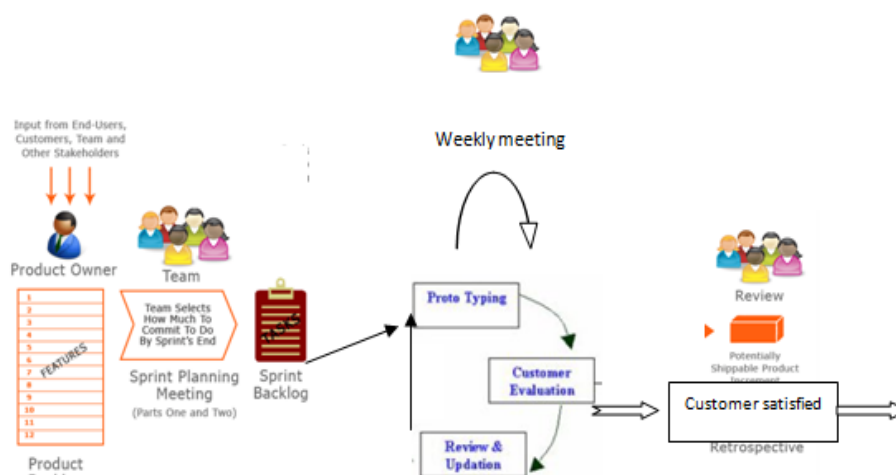 Weekly meeting
Input from End-Users,
Customers, Team and
Other Stakeholders
Product Owner
Team
1
2
3
4
5
6
7
8
9
10
11
12
FEATURES
Product
Team Selects
How Much To
Commit To Do
By Sprint's End
Sprint Planning
Meeting
(Parts One and Two)
TASKS
Sprint
Backlog
Proto Typing
Customer
Evaluation
Review &
Updation
Review
Potentially
Shippable Product
Increment
Customer satisfied
Retrospective